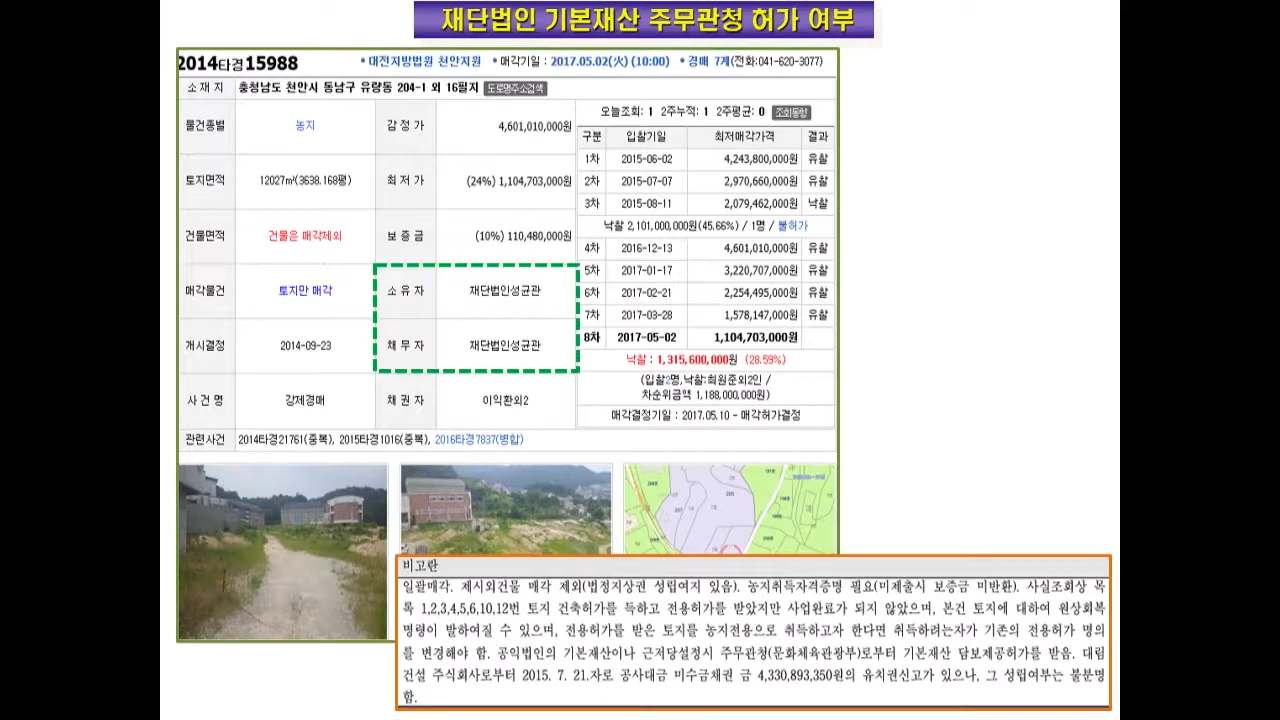 재단법인 기본재산 주무관청 허가 여부
2014타경15988 • 대전지방법원 천안지원 • 매각기일 : 2017.05.02(火) (10:00) • 경매 7계(전화:041-620-3077)
소 재 지 충청남도 천안시 동남구 유량동 204-1 외 16필지 도로명주소검색
오늘조회: 1 2주누적: 1 2주평균: 0 조회동향
물건종별 농지 감 정 가 4,601,010,000원
토지면적 12027㎡(3638.168평) 최 저 가 (24%) 1,104,703,000원
건물면적 건물은 매각제외 보 증 금 (10%) 110,480,000원
매각물건 토지만 매각 소 유 자 재단법인성균관
개시결정 2014-09-23 채 무 자 재단법인성균관
사 건 명 강제경매 채 권 자 이익환외2
구분 입찰기일 최저매각가격 결과
1차 2015-06-02 4,243,800,000원 유찰
2차 2015-07-07 2,970,660,000원 유찰
3차 2015-08-11 2,079,462,000원 낙찰
낙찰 2,101,000,000원(45.66%) / 1명 / 불허가
4차 2016-12-13 4,601,010,000원 유찰
5차 2017-01-17 3,220,707,000원 유찰
6차 2017-02-21 2,254,495,000원 유찰
7차 2017-03-28 1,578,147,000원 유찰
8차 2017-05-02 1,104,703,000원
낙찰 : 1,315,600,000원 (28.59%)
(입찰2명,낙찰:최원준외2인 /
차순위금액 1,188,000,000원)
매각결정기일 : 2017.05.10 - 매각허가결정
관련사건 2014타경21761(중복), 2015타경1016(중복), 2016타경7837(병합)
비고란
일괄매각. 제시외건물 매각 제외(법정지상권 성립여지 있음). 농지취득자격증명 필요(미제출시 보증금 미반환). 사실조회상 목
록 1,2,3,4,5,6,10,12번 토지 건축허가를 득하고 전용허가를 받았지만 사업완료가 되지 않았으며, 본건 토지에 대하여 원상회복
명령이 발하여질 수 있으며, 전용허가를 받은 토지를 농지전용으로 취득하고자 한다면 취득하려는자가 기존의 전용허가 명의
를 변경해야 함. 공익법인의 기본재산이나 근저당설정시 주무관청(문화체육관광부)로부터 기본재산 담보제공허가를 받음. 대림
건설 주식회사로부터 2015. 7. 21.자로 공사대금 미수금채권 금 4,330,893,350원의 유치권신고가 있으나, 그 성립여부는 불분명
함.